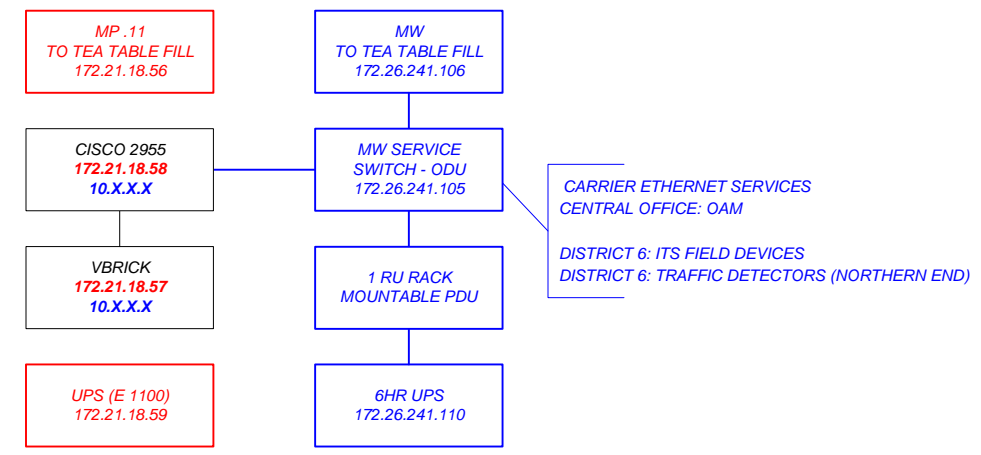 MP .11
TO TEA TABLE FILL
172.21.18.56
MW
TO TEA TABLE FILL
172.26.241.106
CISCO 2955
172.21.18.58
10.X.X.X
MW SERVICE
SWITCH - ODU
172.26.241.105
CARRIER ETHERNET SERVICES
CENTRAL OFFICE: OAM
DISTRICT 6: ITS FIELD DEVICES
DISTRICT 6: TRAFFIC DETECTORS (NORTHERN END)
VBRICK
172.21.18.57
10.X.X.X
1 RU RACK
MOUNTABLE PDU
UPS (E 1100)
172.21.18.59
6HR UPS
172.26.241.110